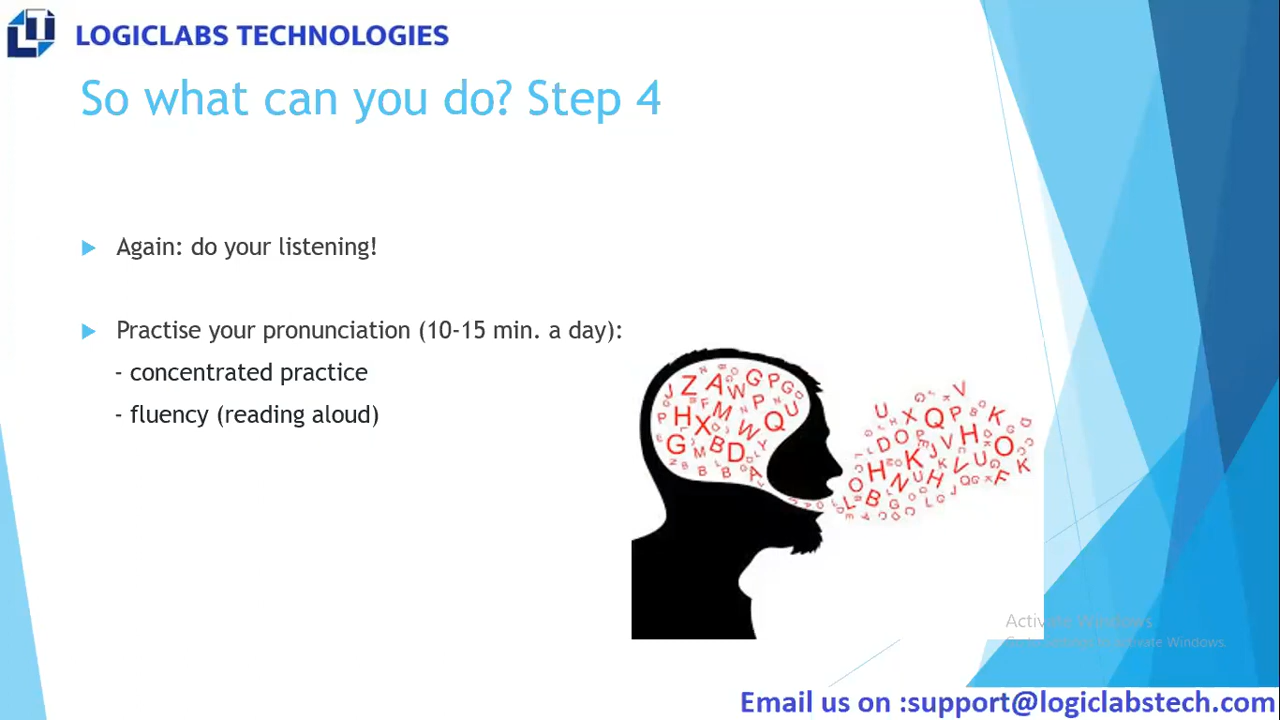 LOGICLABS TECHNOLOGIES
So what can you do? Step 4
Again: do your listening!
Practise your pronunciation (10-15 min. a day):
- concentrated practice
- fluency (reading aloud)
Activate Windows
Go to Settings to activate Windows.
Email us on :support@logiclabstech.com